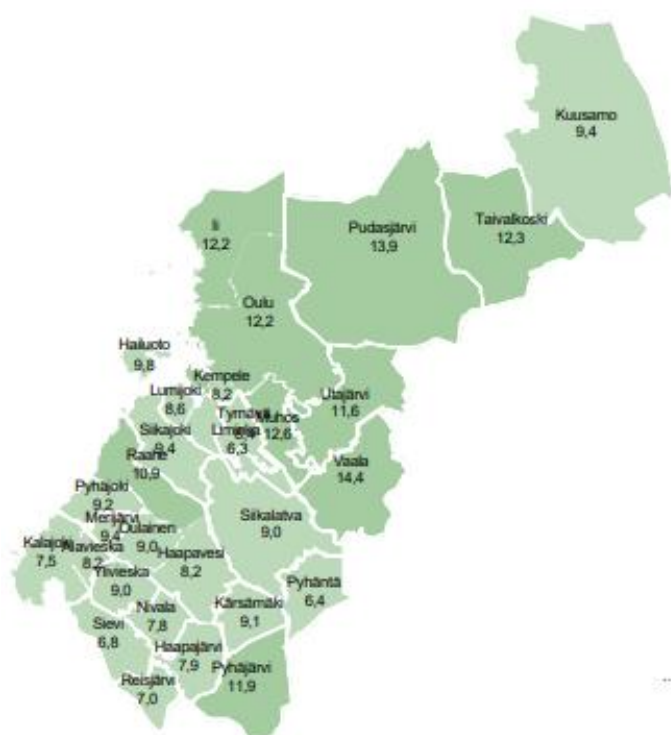 Kuusamo
9,4
Ii
12,2
Pudasjärvi
13,9
Taivalkoski
12,3
Oulu
12,2
Hailuoto
9,8
Kempele
8,2
Lumijoki
8,6
Tyrnävä
Muhos
12,6
Utajärvi
11,6
Liminka
6,3
Siikajoki
9,4
Raahe
10,9
Vaala
14,4
Pyhäjoki
9,2
Siikalatva
9,0
Merijärvi
9,4
Oulainen
9,0
Kalajoki
7,5
Alavieska
8,2
Haapavesi
8,2
Ylivieska
9,0
Pyhäntä
6,4
Nivala
7,8
Kärsämäki
9,1
Sievi
6,8
Haapajärvi
7,9
Pyhäjärvi
11,9
Reisjärvi
7,0